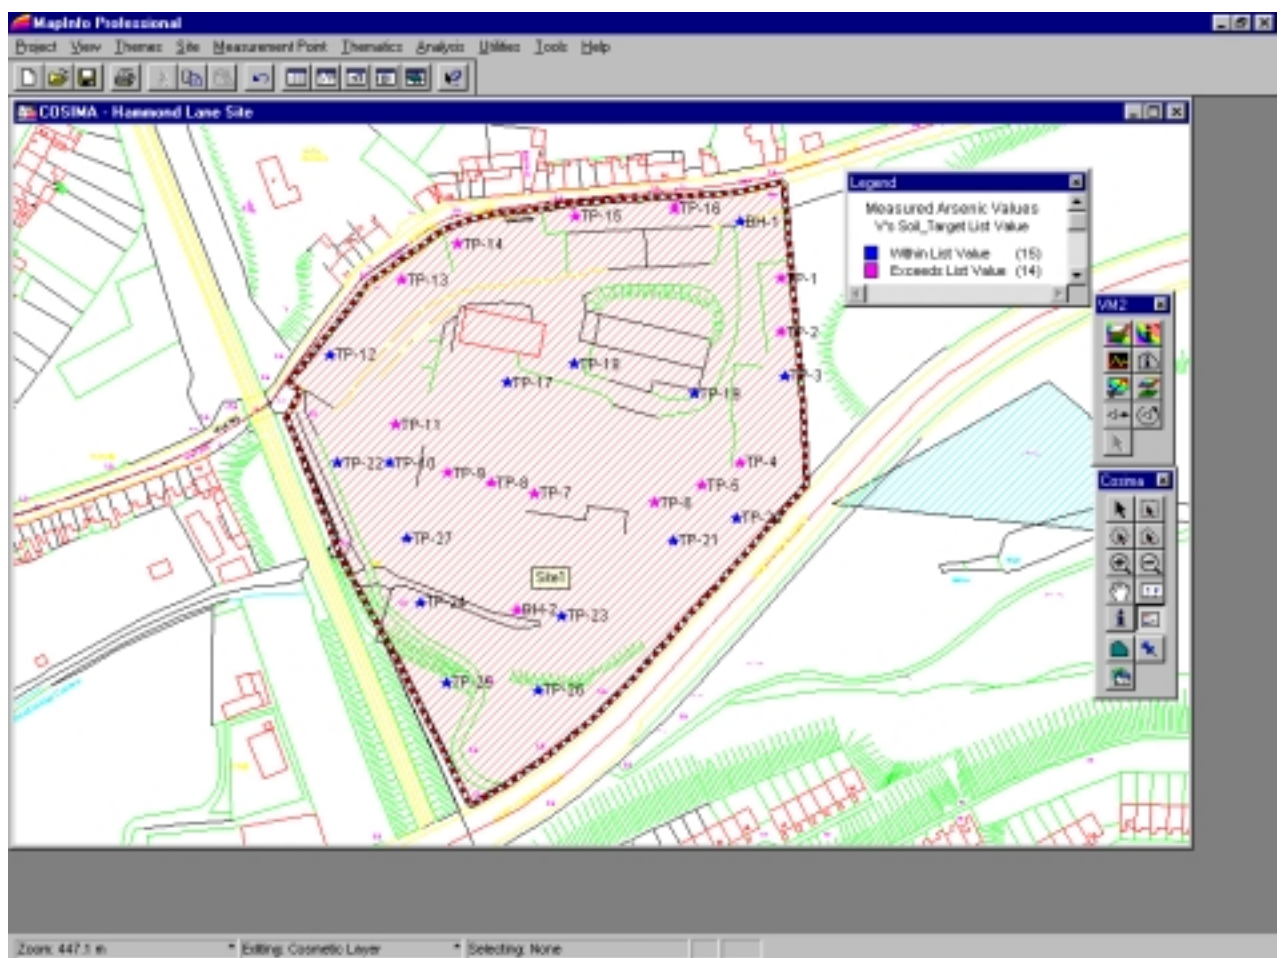 MapInfo Professional
Project View Themes Site Measurement Point Thematics Analysis Utilities Tools Help
COSIMA - Hammond Lane Site
Legend
Measured Arsenic Values
V's Soil_Target List Value
Within List Value (15)
Exceeds List Value (14)
VM2
Cosima
TP-15
TP-16
BH-1
TP-14
TP-13
TP-1
TP-2
TP-12
TP-18
TP-3
TP-17
TP-19
TP-11
TP-22
TP-10
TP-4
TP-9
TP-8
TP-5
TP-7
TP-6
TP-27
TP-21
Site1
TP-24
BH-2
TP-23
TP-25
TP-26
Zoom: 447.1 m
Editing: Cosmetic Layer
Selecting: None